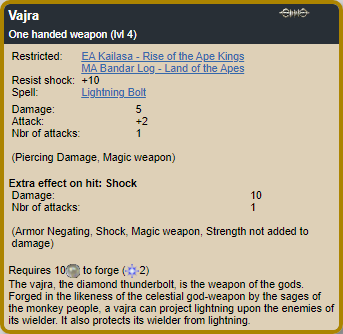 Vajra
One handed weapon (lvl 4)
Restricted: EA Kailasa - Rise of the Ape Kings
MA Bandar Log - Land of the Apes
Resist shock: +10
Spell: Lightning Bolt
Damage: 5
Attack: +2
Nbr of attacks: 1
(Piercing Damage, Magic weapon)
Extra effect on hit: Shock
Damage: 10
Nbr of attacks: 1
(Armor Negating, Shock, Magic weapon, Strength not added to
damage)
Requires 10 to forge (2)
The vajra, the diamond thunderbolt, is the weapon of the gods.
Forged in the likeness of the celestial god-weapon by the sages of
the monkey people, a vajra can project lightning upon the enemies of
its wielder. It also protects its wielder from lightning.